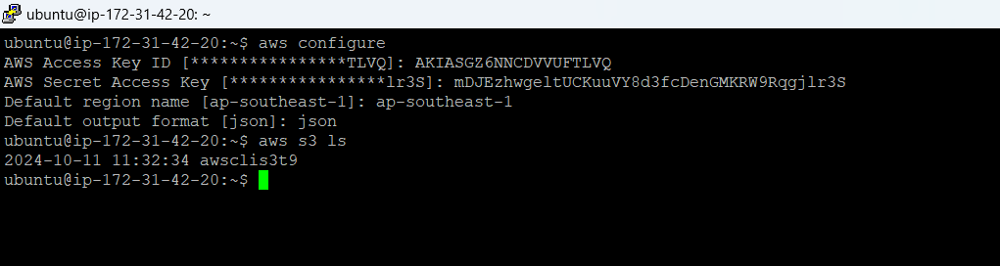 ubuntu@ip-172-31-42-20: ~
ubuntu@ip-172-31-42-20:~$ aws configure
AWS Access Key ID [****************TLVQ]: AKIASGZ6NNCDVVUFTLVQ
AWS Secret Access Key [****************lr3S]: 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
Default region name [ap-southeast-1]: ap-southeast-1
Default output format [json]: json
ubuntu@ip-172-31-42-20:~$ aws s3 ls
2024-10-11 11:32:34 awsclis3t9
ubuntu@ip-172-31-42-20:~$